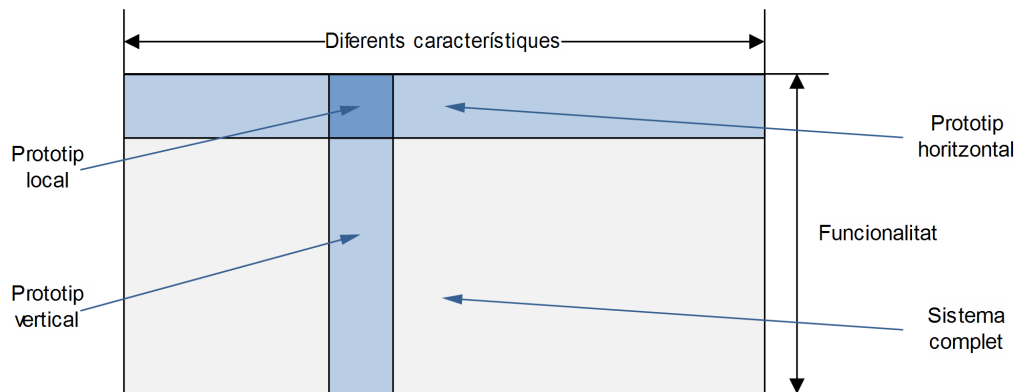 Diferents característiques
Prototip
local
Prototip
horitzontal
Funcionalitat
Prototip
vertical
Sistema
complet